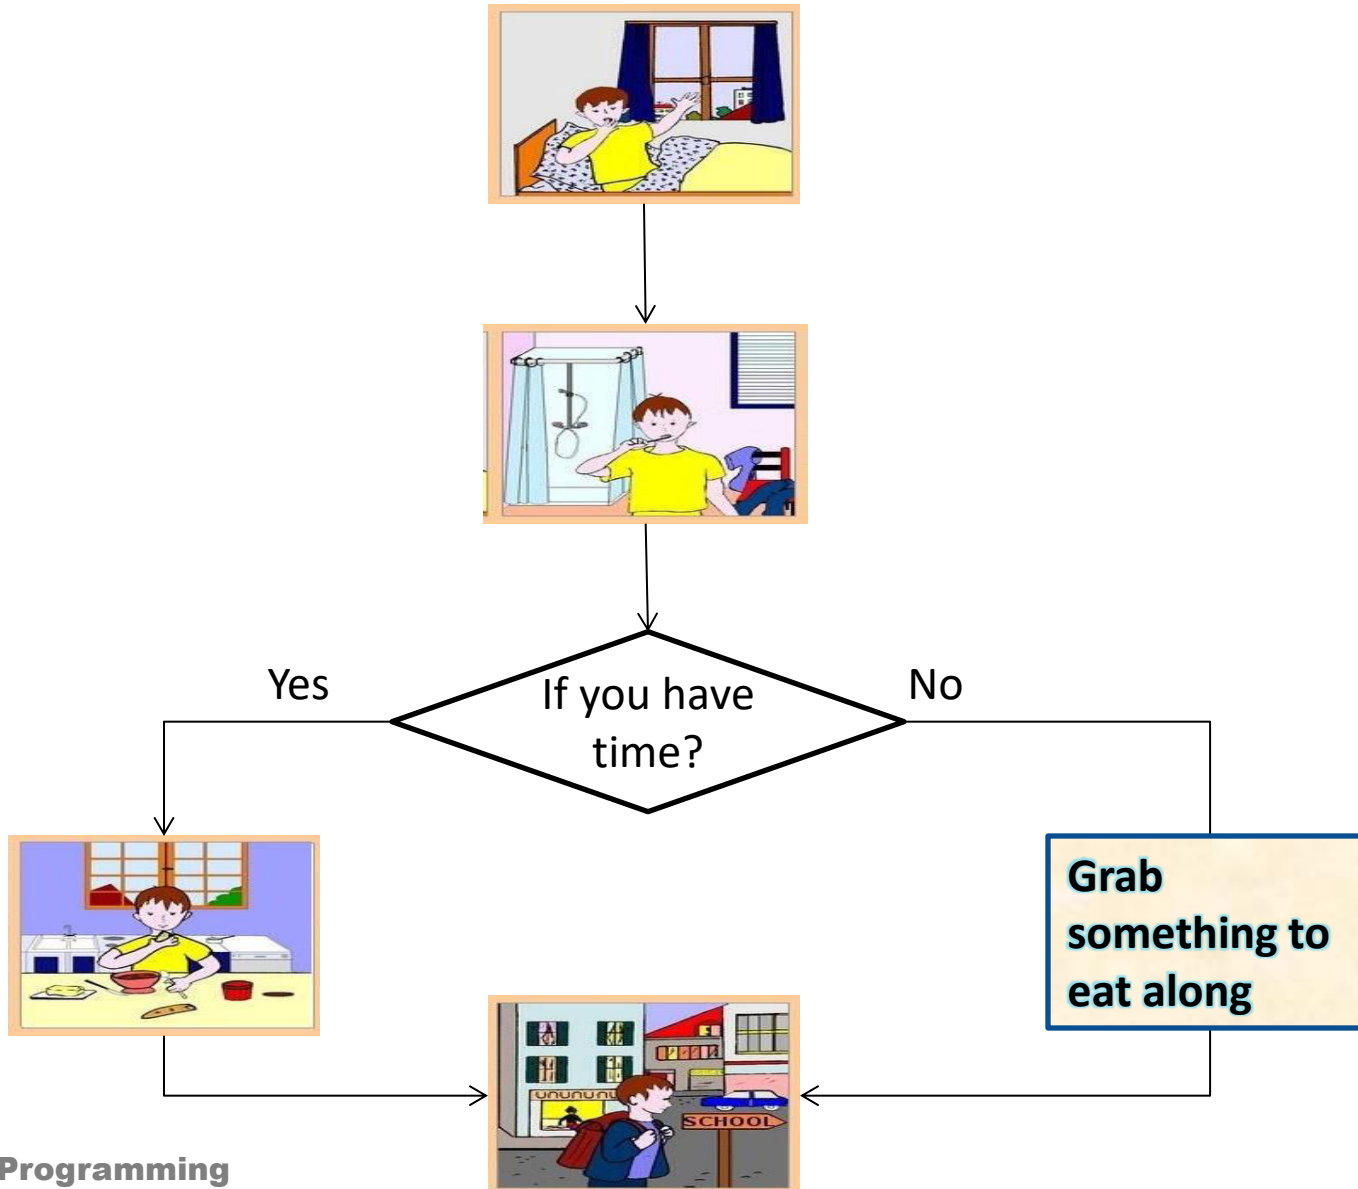 Yes
If you have
time?
No
Grab
something to
eat along
SCHOOL
Programming